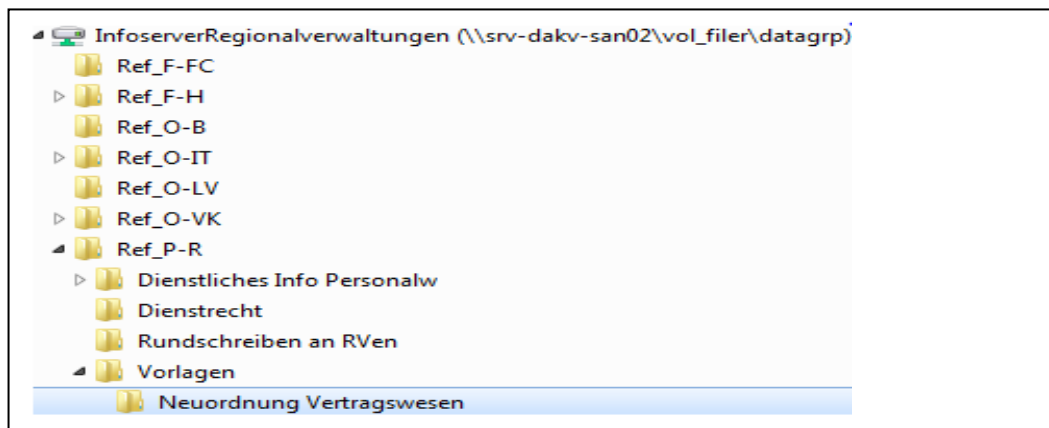 InfoserverRegionalverwaltungen (\\srv-dakv-san02\vol_filer\datagrp)
Ref_F-FC
Ref_F-H
Ref_O-B
Ref_O-IT
Ref_O-LV
Ref_O-VK
Ref_P-R
Dienstliches Info Personalw
Dienstrecht
Rundschreiben an RVen
Vorlagen
Neuordnung Vertragswesen